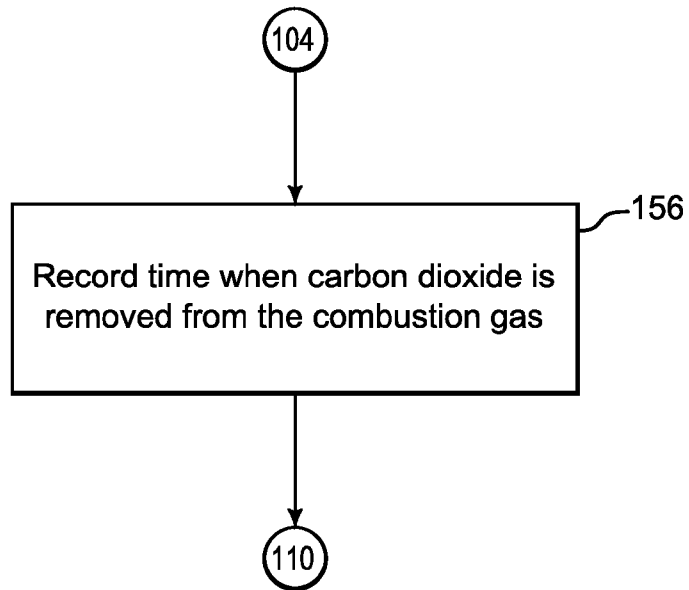 104
156
Record time when carbon dioxide is
removed from the combustion gas
110